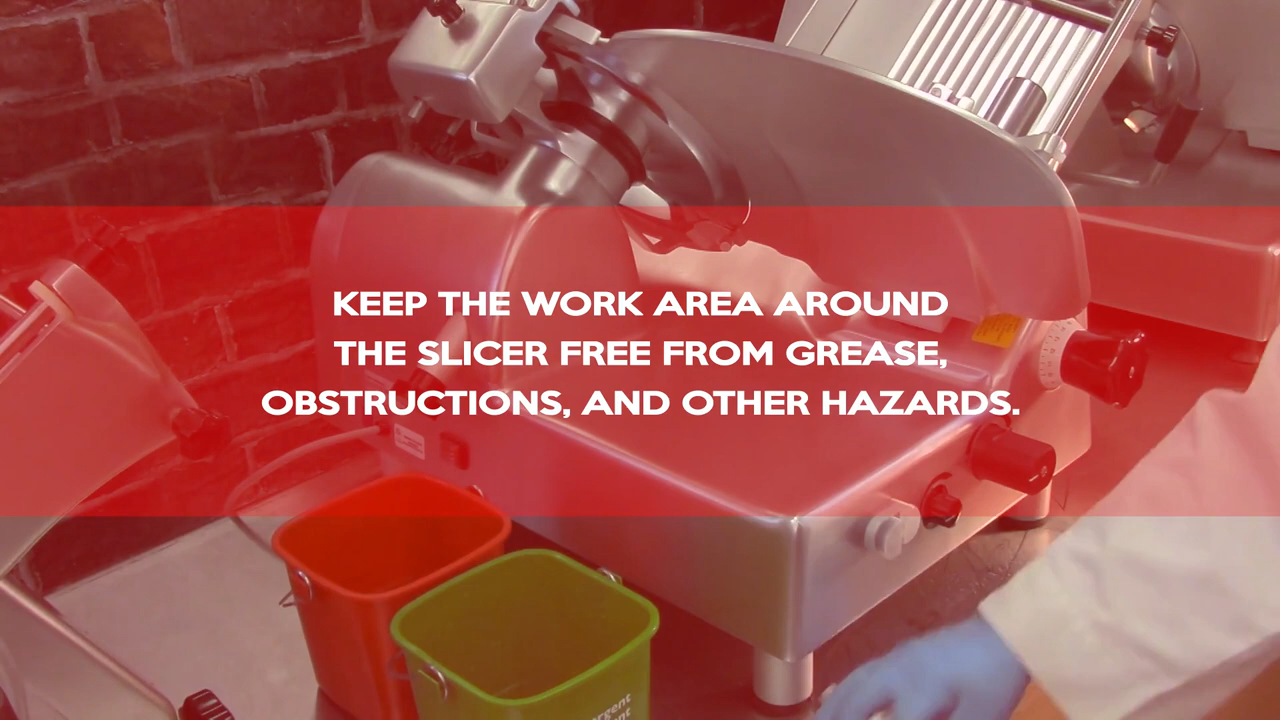 KEEP THE WORK AREA AROUND
THE SLICER FREE FROM GREASE,
OBSTRUCTIONS, AND OTHER HAZARDS.